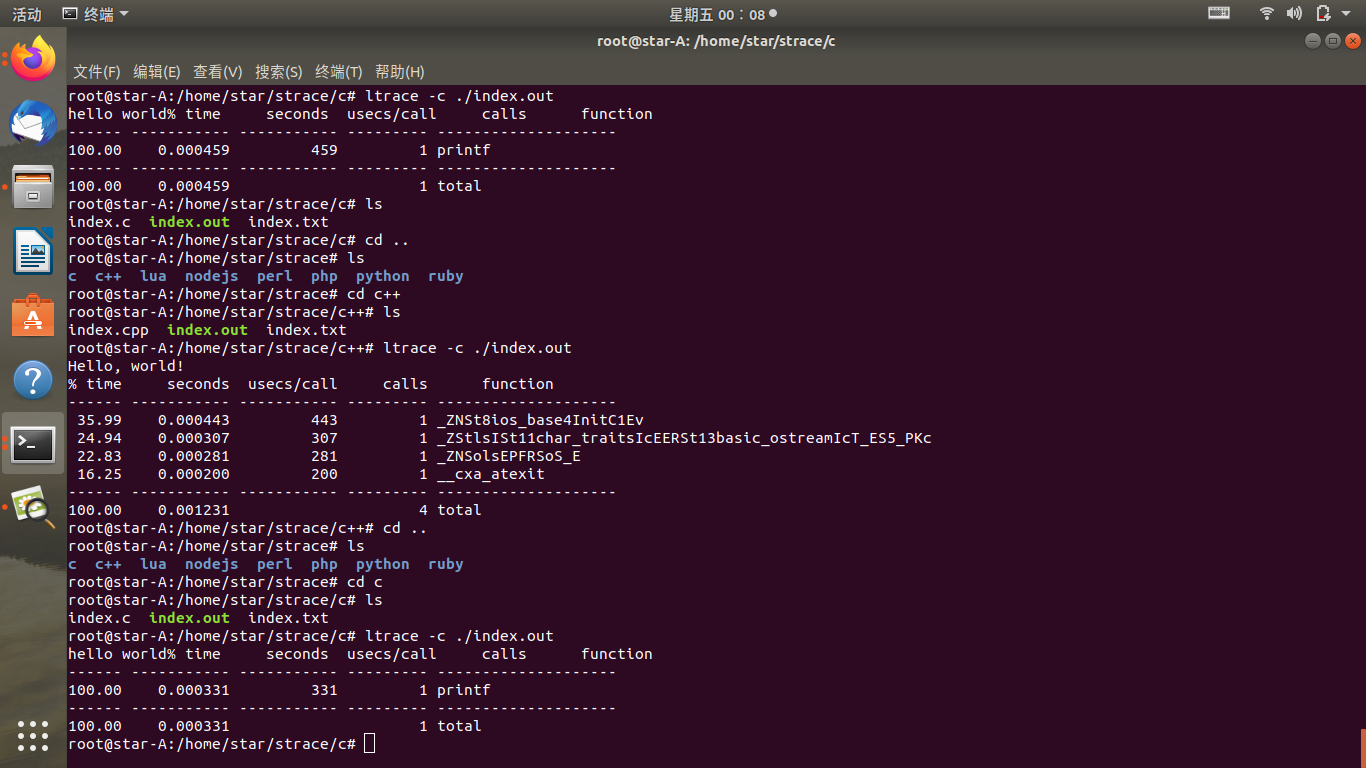 活动 终端 星期五 00：08
root@star-A: /home/star/strace/c
文件(F) 编辑(E) 查看(V) 搜索(S) 终端(T) 帮助(H)
root@star-A:/home/star/strace/c# ltrace -c ./index.out
hello world% time     seconds  usecs/call     calls      function
------ ----------- ----------- --------- --------------------
100.00    0.000459         459         1 printf
------ ----------- ----------- --------- --------------------
100.00    0.000459                     1 total
root@star-A:/home/star/strace/c# ls
index.c  index.out  index.txt
root@star-A:/home/star/strace/c# cd ..
root@star-A:/home/star/strace# ls
c  c++  lua  nodejs  perl  php  python  ruby
root@star-A:/home/star/strace# cd c++
root@star-A:/home/star/strace/c++# ls
index.cpp  index.out  index.txt
root@star-A:/home/star/strace/c++# ltrace -c ./index.out
Hello, world!
% time     seconds  usecs/call     calls      function
------ ----------- ----------- --------- --------------------
 35.99    0.000443         443         1 _ZNSt8ios_base4InitC1Ev
 24.94    0.000307         307         1 _ZStlsISt11char_traitsIcEERSt13basic_ostreamIcT_ES5_PKc
 22.83    0.000281         281         1 _ZNSolsEPFRSoS_E
 16.25    0.000200         200         1 __cxa_atexit
------ ----------- ----------- --------- --------------------
100.00    0.001231                     4 total
root@star-A:/home/star/strace/c++# cd ..
root@star-A:/home/star/strace# ls
c  c++  lua  nodejs  perl  php  python  ruby
root@star-A:/home/star/strace# cd c
root@star-A:/home/star/strace/c# ls
index.c  index.out  index.txt
root@star-A:/home/star/strace/c# ltrace -c ./index.out
hello world% time     seconds  usecs/call     calls      function
------ ----------- ----------- --------- --------------------
100.00    0.000331         331         1 printf
------ ----------- ----------- --------- --------------------
100.00    0.000331                     1 total
root@star-A:/home/star/strace/c#